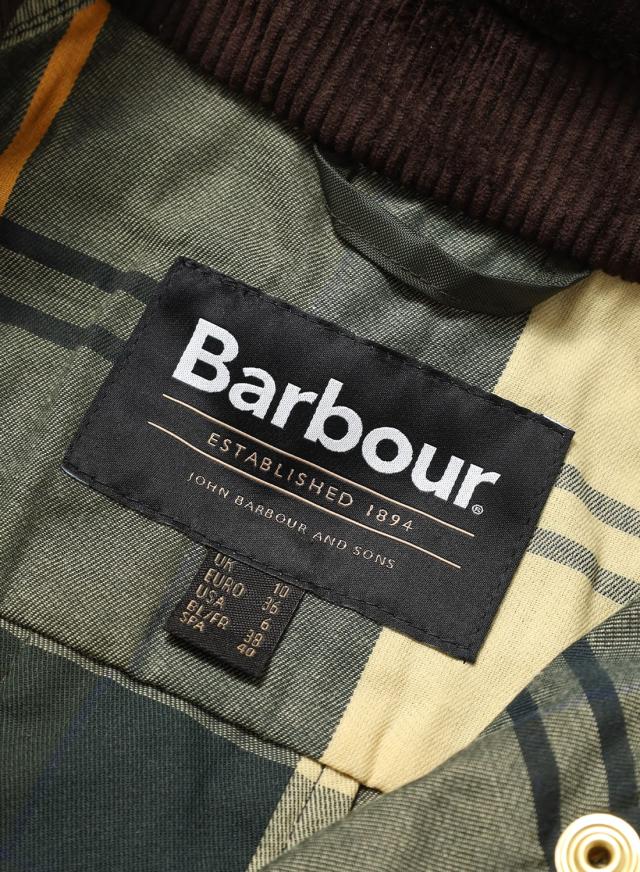 Barbour®
ESTABLISHED 1894
JOHN BARBOUR AND SONS
UK 10
EURO 36
USA 6
BL/FR 38
SPA 40